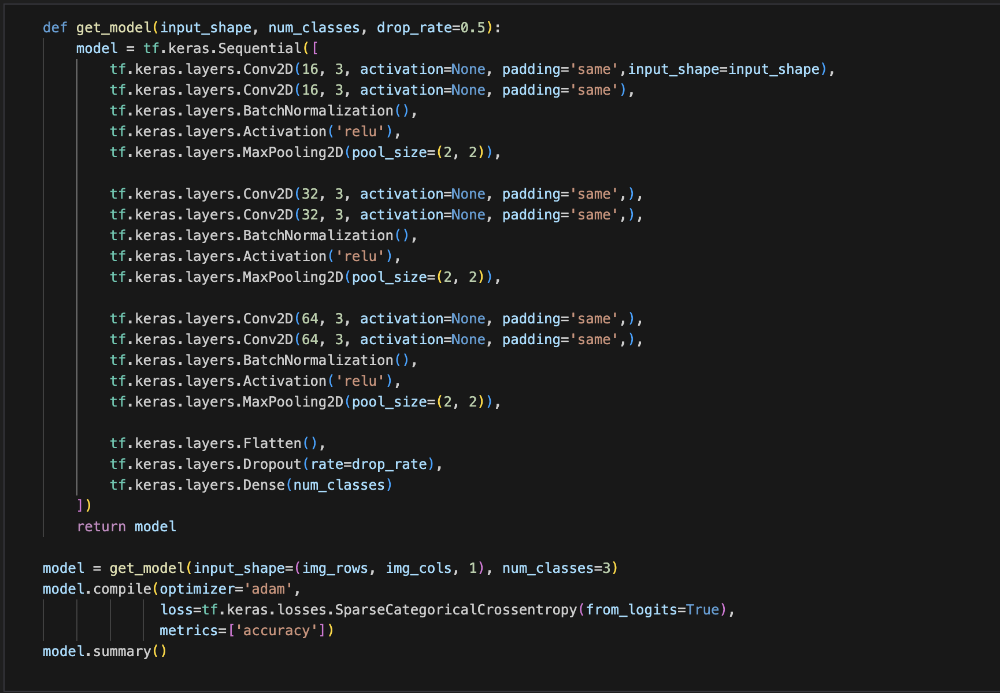 def get_model(input_shape, num_classes, drop_rate=0.5):
    model = tf.keras.Sequential([
        tf.keras.layers.Conv2D(16, 3, activation=None, padding='same',input_shape=input_shape),
        tf.keras.layers.Conv2D(16, 3, activation=None, padding='same'),
        tf.keras.layers.BatchNormalization(),
        tf.keras.layers.Activation('relu'),
        tf.keras.layers.MaxPooling2D(pool_size=(2, 2)),

        tf.keras.layers.Conv2D(32, 3, activation=None, padding='same',),
        tf.keras.layers.Conv2D(32, 3, activation=None, padding='same',),
        tf.keras.layers.BatchNormalization(),
        tf.keras.layers.Activation('relu'),
        tf.keras.layers.MaxPooling2D(pool_size=(2, 2)),

        tf.keras.layers.Conv2D(64, 3, activation=None, padding='same',),
        tf.keras.layers.Conv2D(64, 3, activation=None, padding='same',),
        tf.keras.layers.BatchNormalization(),
        tf.keras.layers.Activation('relu'),
        tf.keras.layers.MaxPooling2D(pool_size=(2, 2)),

        tf.keras.layers.Flatten(),
        tf.keras.layers.Dropout(rate=drop_rate),
        tf.keras.layers.Dense(num_classes)
    ])
    return model

model = get_model(input_shape=(img_rows, img_cols, 1), num_classes=3)
model.compile(optimizer='adam',
              loss=tf.keras.losses.SparseCategoricalCrossentropy(from_logits=True),
              metrics=['accuracy'])
model.summary()